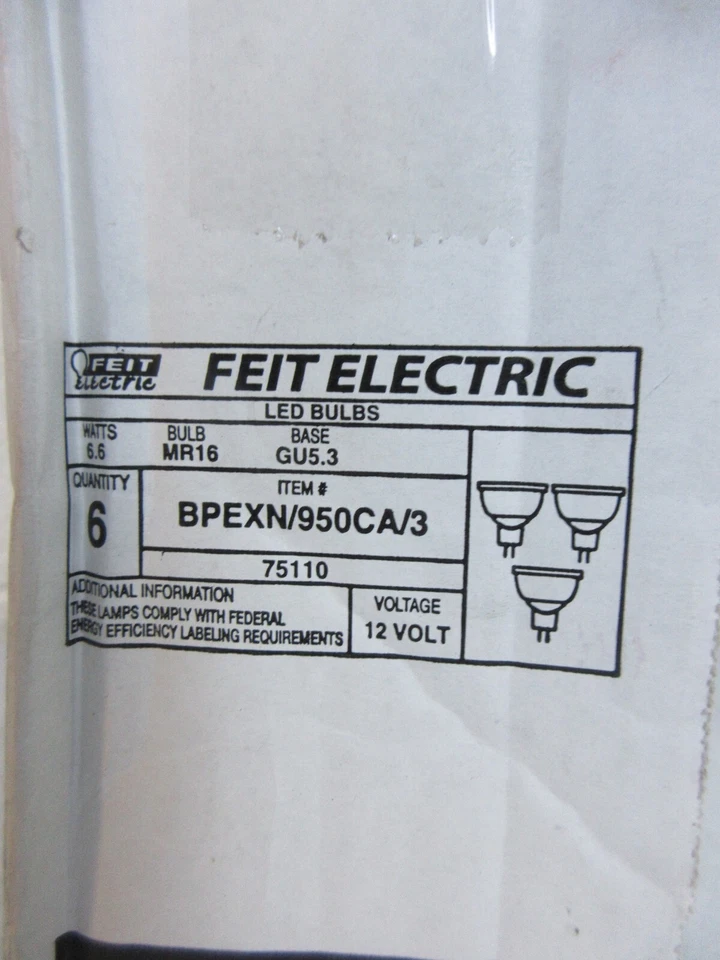 FEIT electric FEIT ELECTRIC
LED BULBS
WATTS BULB BASE
6.6 MR16 GU5.3
QUANTITY ITEM #
6 BPEXN/950CA/3
75110
ADDITIONAL INFORMATION
THESE LAMPS COMPLY WITH FEDERAL
ENERGY EFFICIENCY LABELING REQUIREMENTS
VOLTAGE
12 VOLT